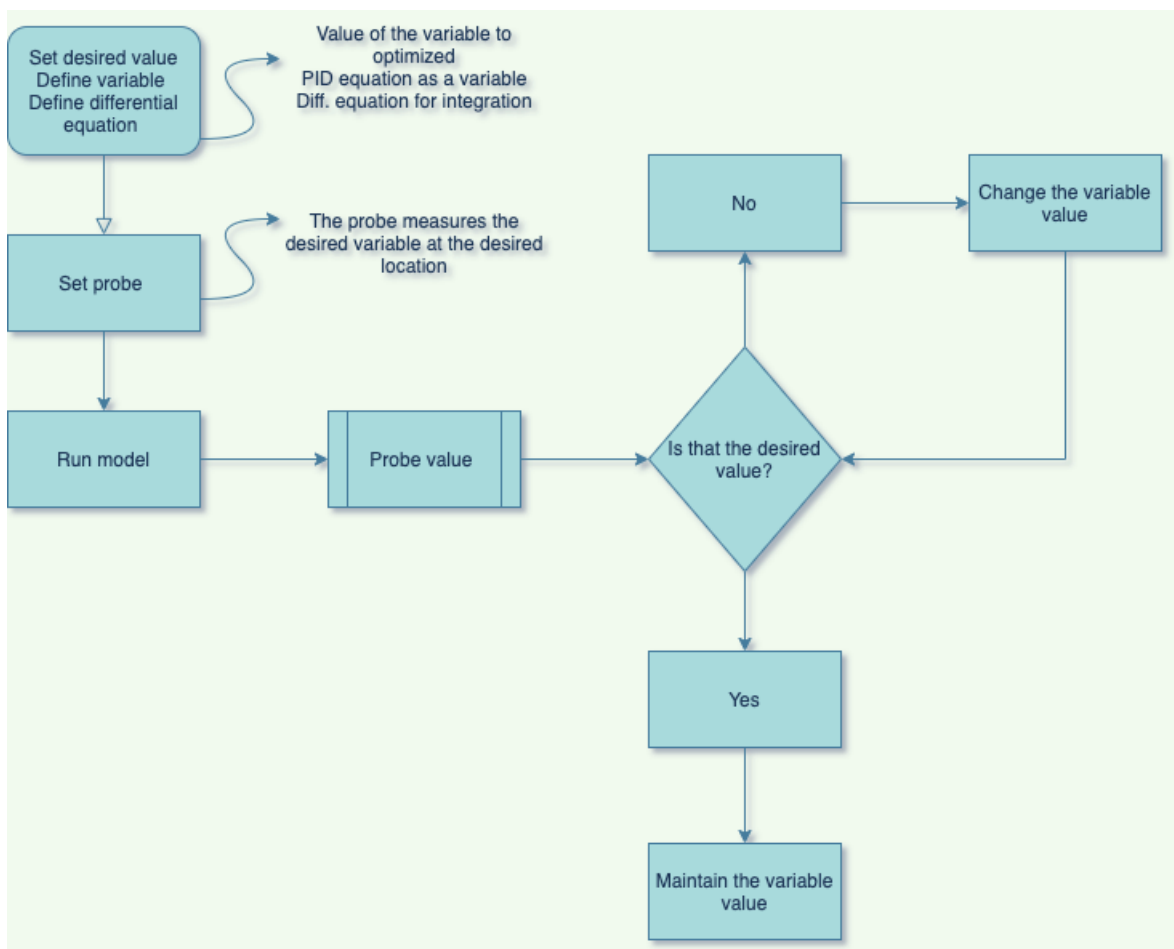 Set desired value
Define variable
Define differential
equation
Value of the variable to
optimized
PID equation as a variable
Diff. equation for integration
Set probe
The probe measures the
desired variable at the desired
location
Run model
Probe value
Is that the desired
value?
No
Change the variable
value
Yes
Maintain the variable
value